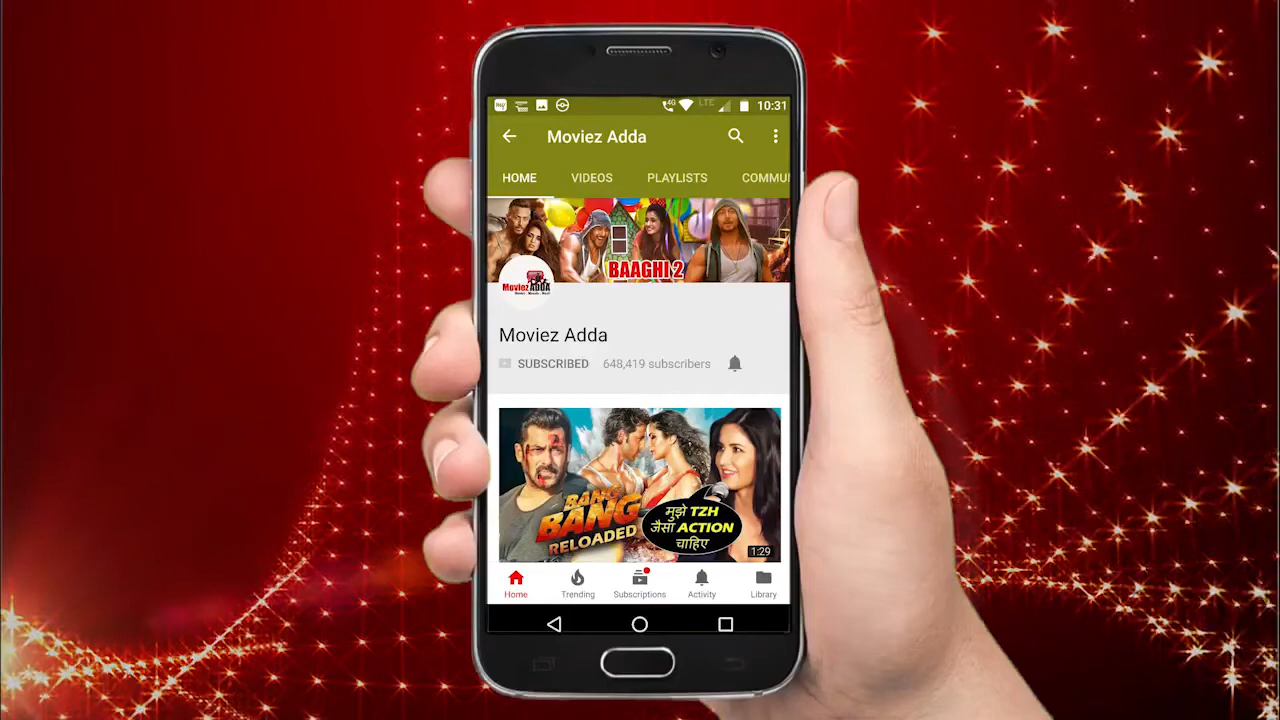 LTE 10:31
Moviez Adda
HOME VIDEOS PLAYLISTS COMMU
BAAGHI 2
Moviez ADDA
Moviez Adda
SUBSCRIBED 648,419 subscribers
BANG
BANG
RELOADED
मुझे TZH
जैसा ACTION
चाहिए
1:29
Home Trending Subscriptions Activity Library